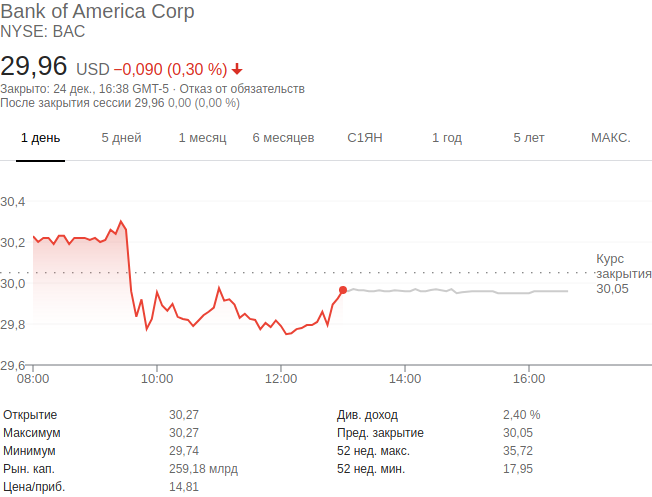 Bank of America Corp
NYSE: BAC
29,96 USD −0,090 (0,30 %)
Закрыто: 24 дек., 16:38 GMT-5 · Отказ от обязательств
После закрытия сессии 29,96 0,00 (0,00 %)
1 день 5 дней 1 месяц 6 месяцев С1ЯН 1 год 5 лет МАКС.
30,4
30,2
Курс
закрытия
30,0
30,05
29,8
29,6
08:00 10:00 12:00 14:00 16:00
Открытие 30,27 Див. доход 2,40 %
Максимум 30,27 Пред. закрытие 30,05
Минимум 29,74 52 нед. макс. 35,72
Рын. кап. 259,18 млрд 52 нед. мин. 17,95
Цена/приб. 14,81